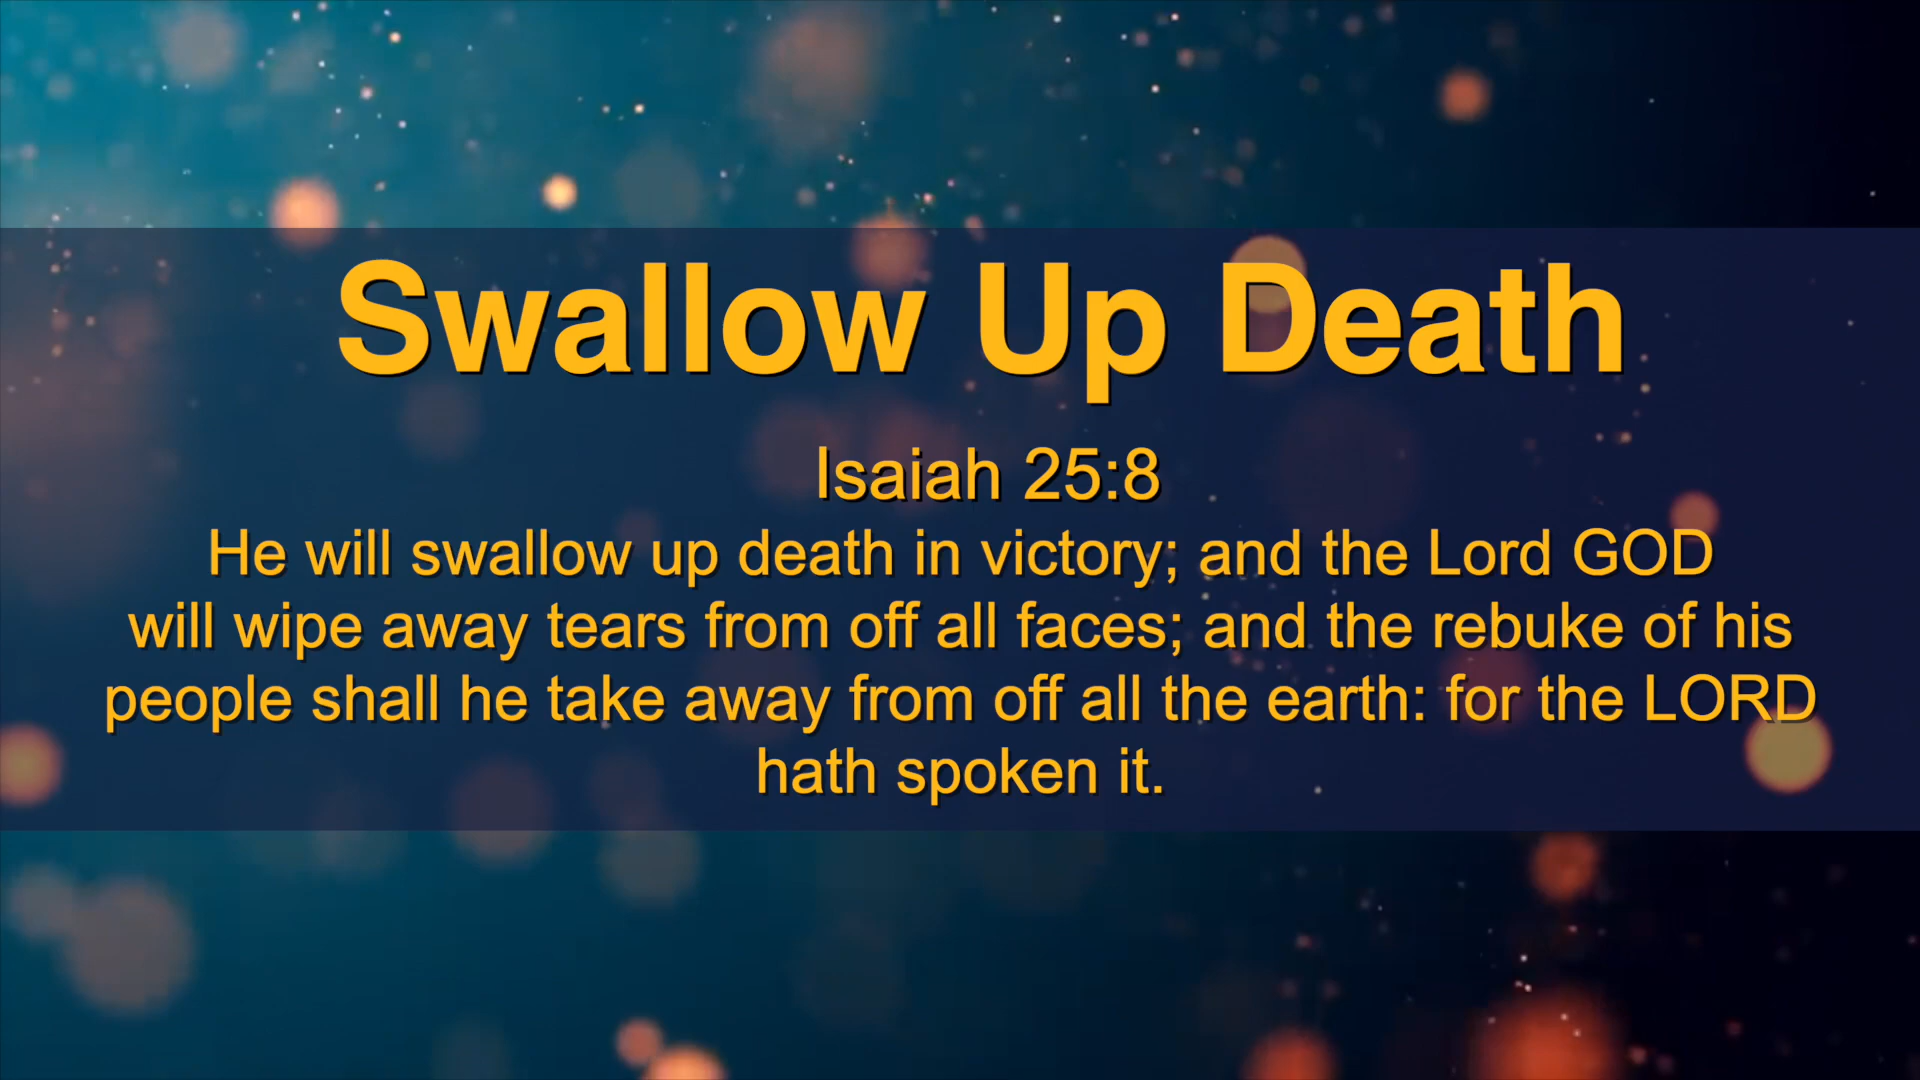 Swallow Up Death
Isaiah 25:8
He will swallow up death in victory; and the Lord GOD
will wipe away tears from off all faces; and the rebuke of his
people shall he take away from off all the earth: for the LORD
hath spoken it.